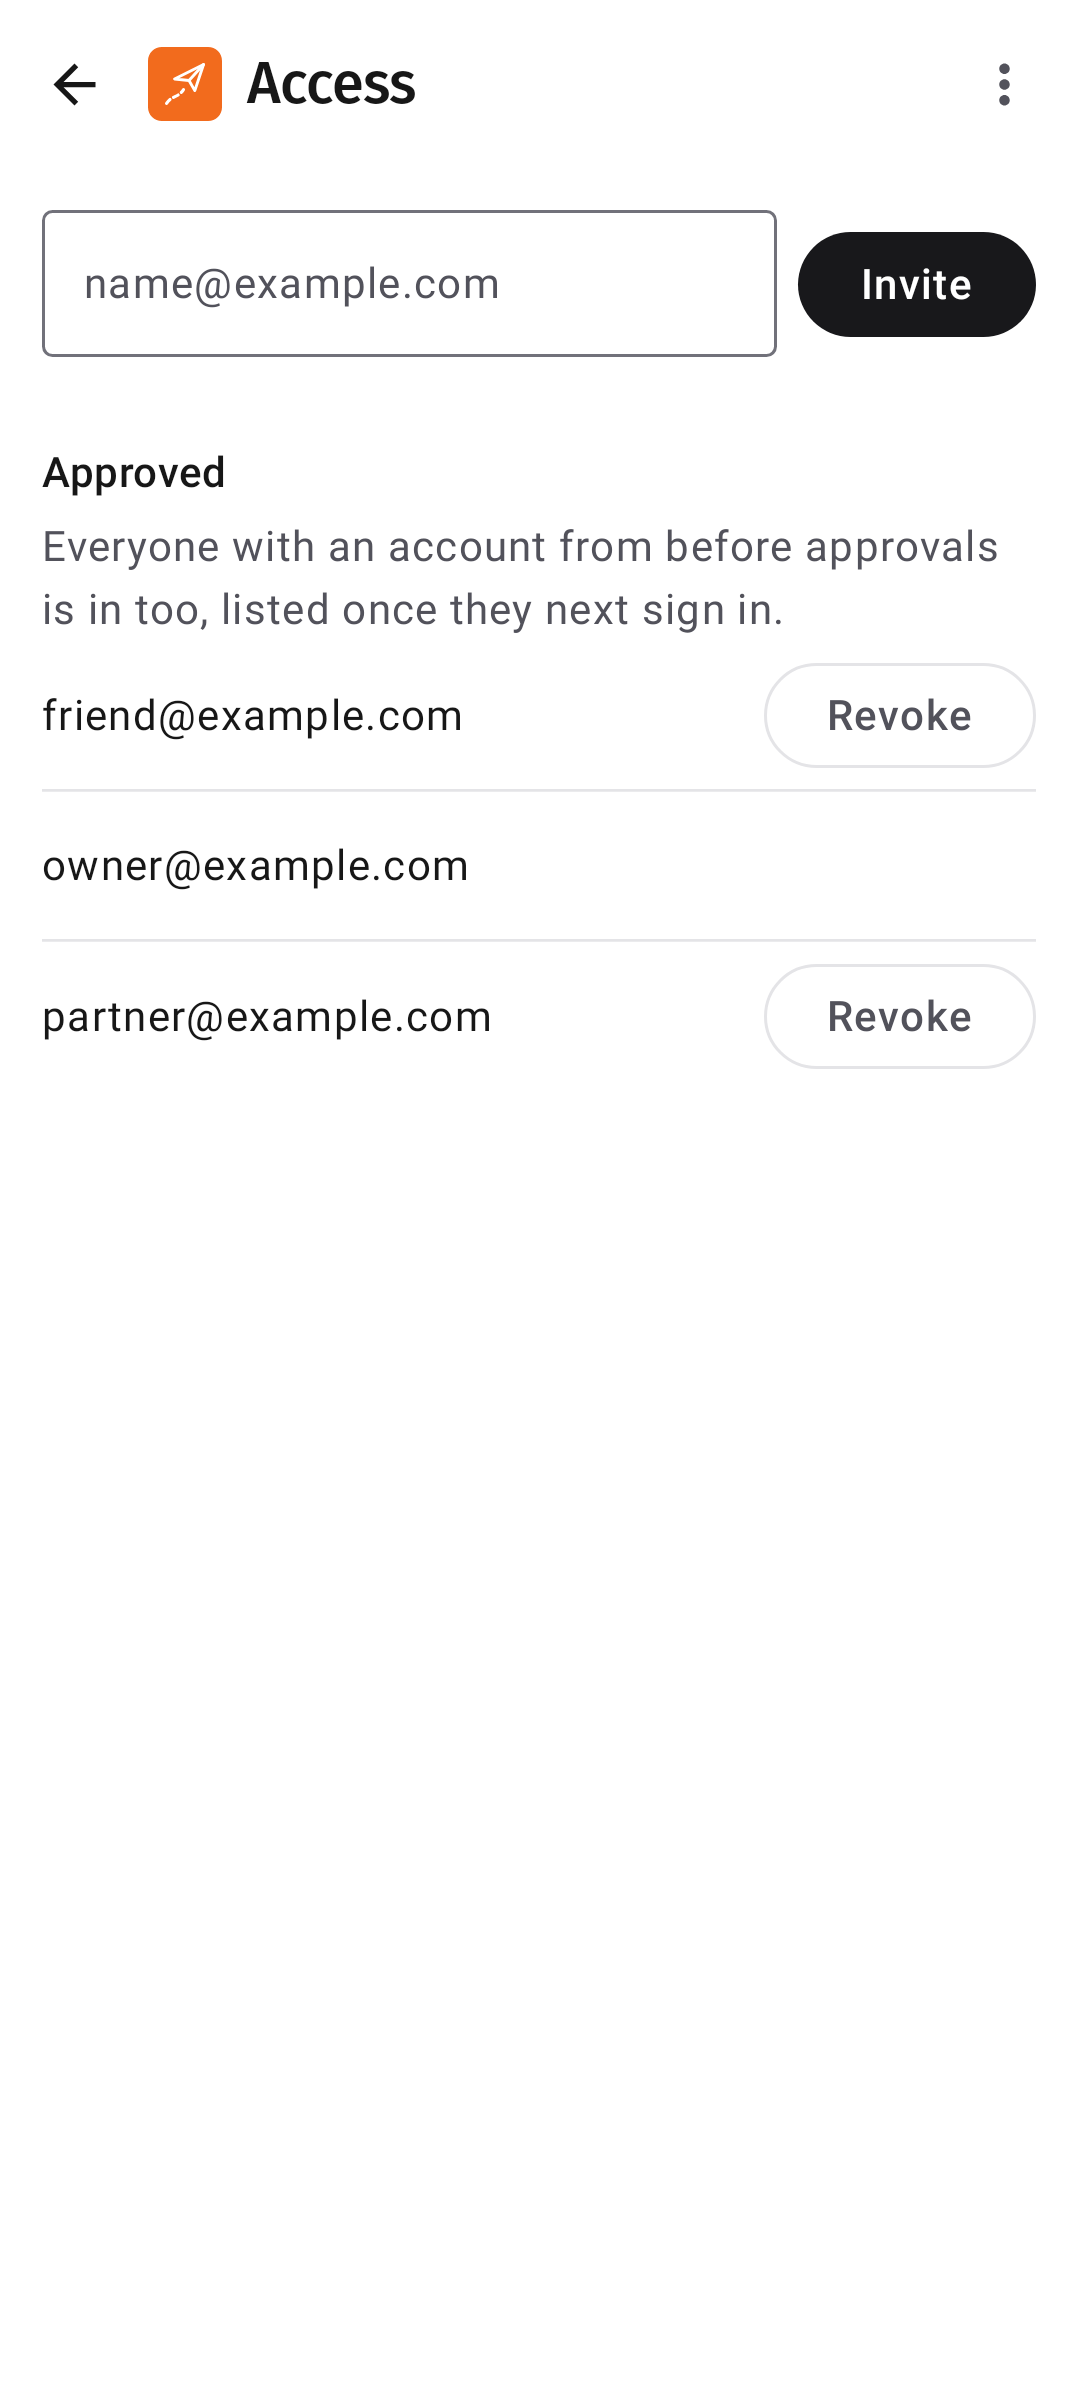 Access
name@example.com
Invite
Approved
Everyone with an account from before approvals
is in too, listed once they next sign in.
friend@example.com
Revoke
owner@example.com
partner@example.com
Revoke